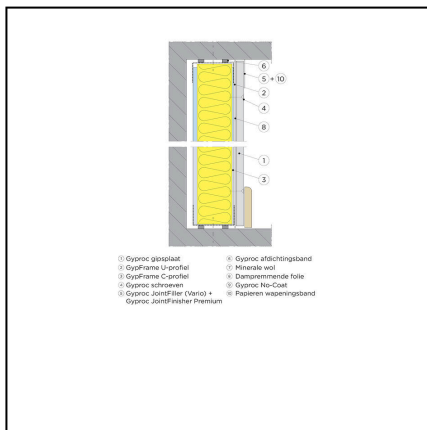 6
5 + 10
2
4
8
1
3
① Gyproc gipsplaat
② GypFrame U-profiel
③ GypFrame C-profiel
④ Gyproc schroeven
⑤ Gyproc JointFiller (Vario) +
Gyproc JointFinisher Premium
⑥ Gyproc afdichtingsband
⑦ Minerale wol
⑧ Dampremmende folie
⑨ Gyproc No-Coat
⑩ Papieren wapeningsband